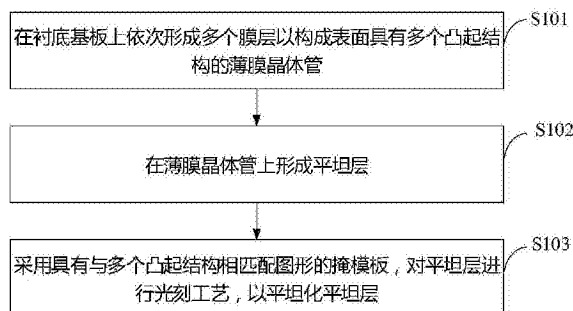 在衬底基板上依次形成多个膜层以构成表面具有多个凸起结
构的薄膜晶体管
S101
在薄膜晶体管上形成平坦层
S102
采用具有与多个凸起结构相匹配图形的掩模板，对平坦层进
行光刻工艺，以平坦化平坦层
S103